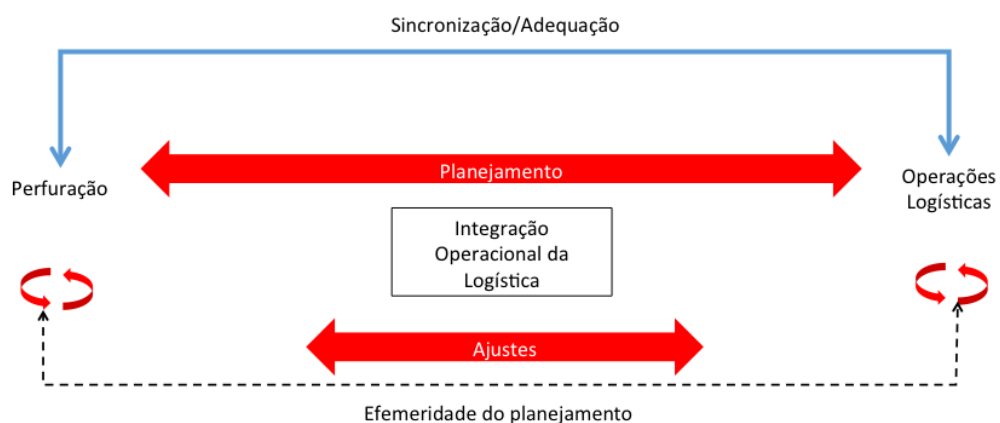 Sincronização/Adequação
Planejamento
Perfuração
Operações
Logísticas
Integração
Operacional da
Logística
Ajustes
Efemeridade do planejamento